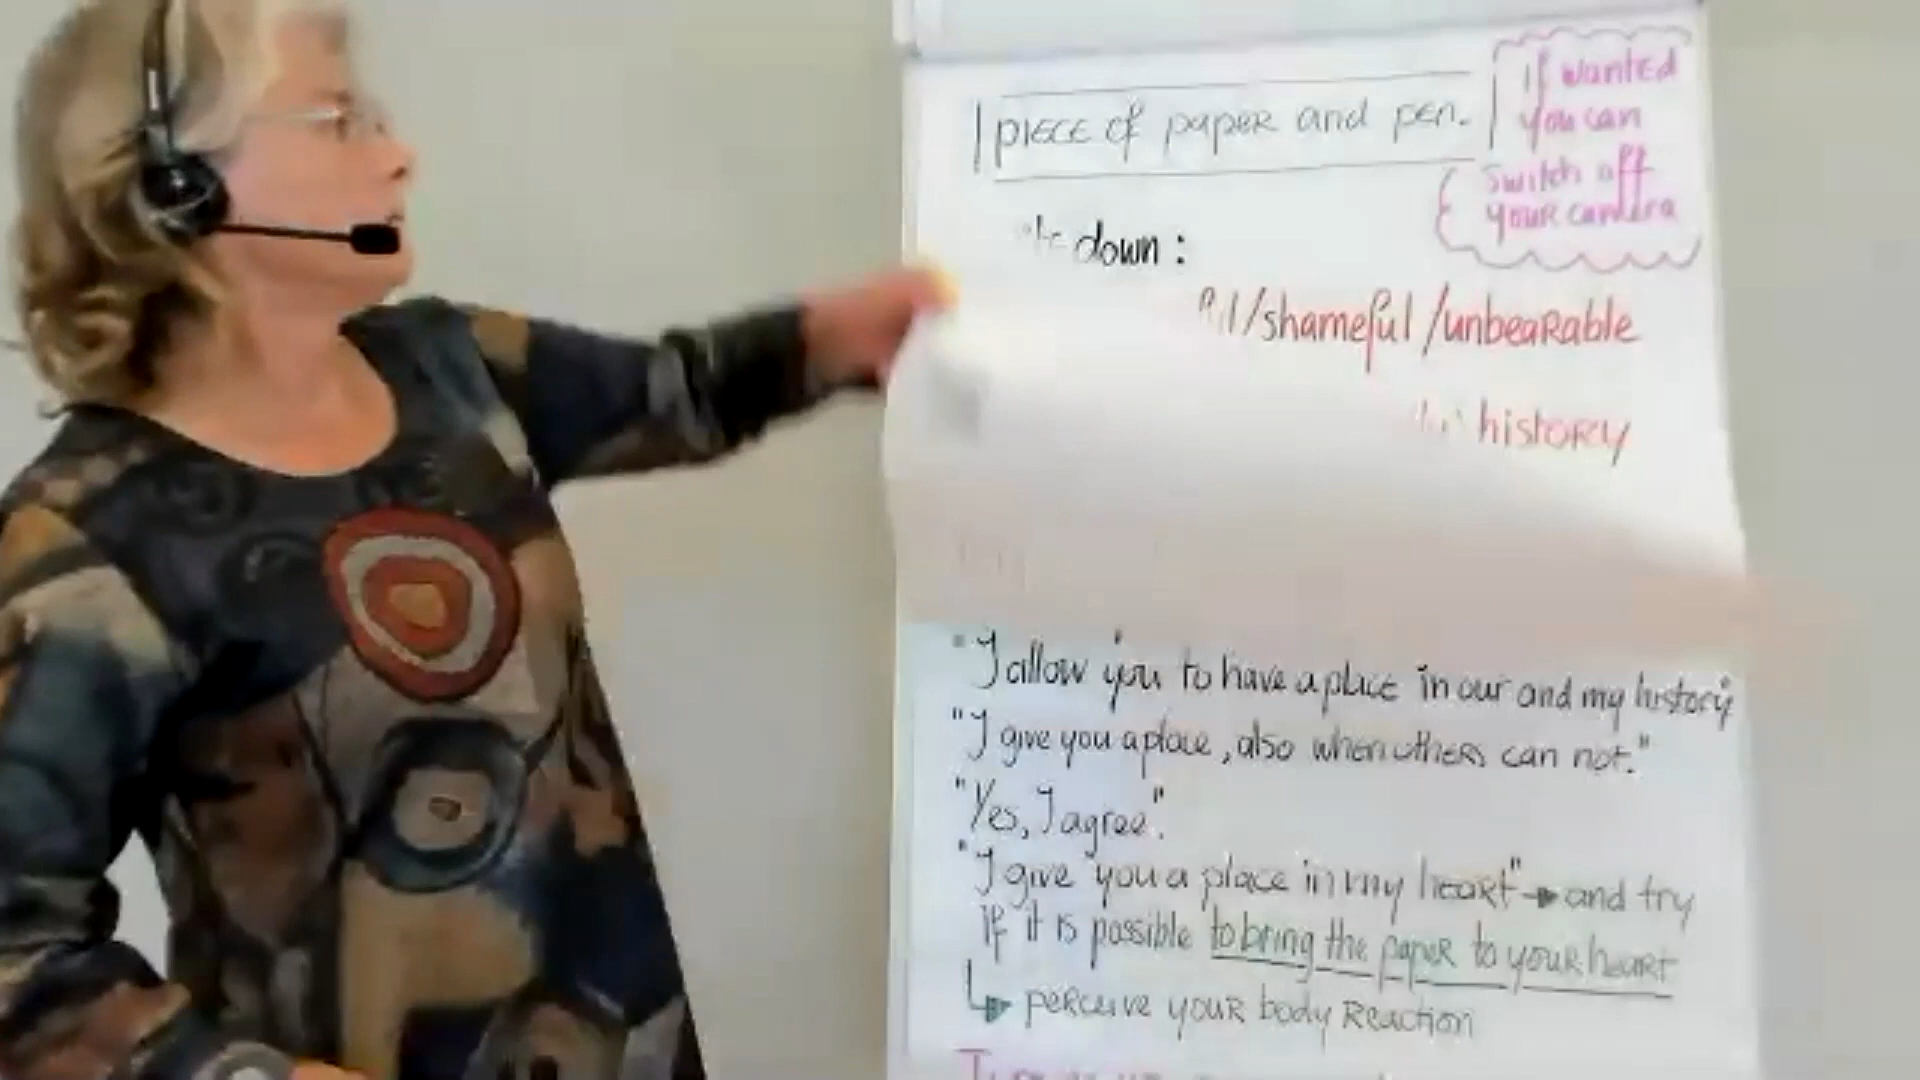 piece of paper and pen.
If wanted
you can
switch off
your camera
down:
/shameful/unbearable
history
"I allow you to have a place in our and my history
"I give you a place, also when others can not."
"Yes, I agree".
"I give you a place in my heart" → and try
if it is possible to bring the paper to your heart
↳ perceive your body reaction